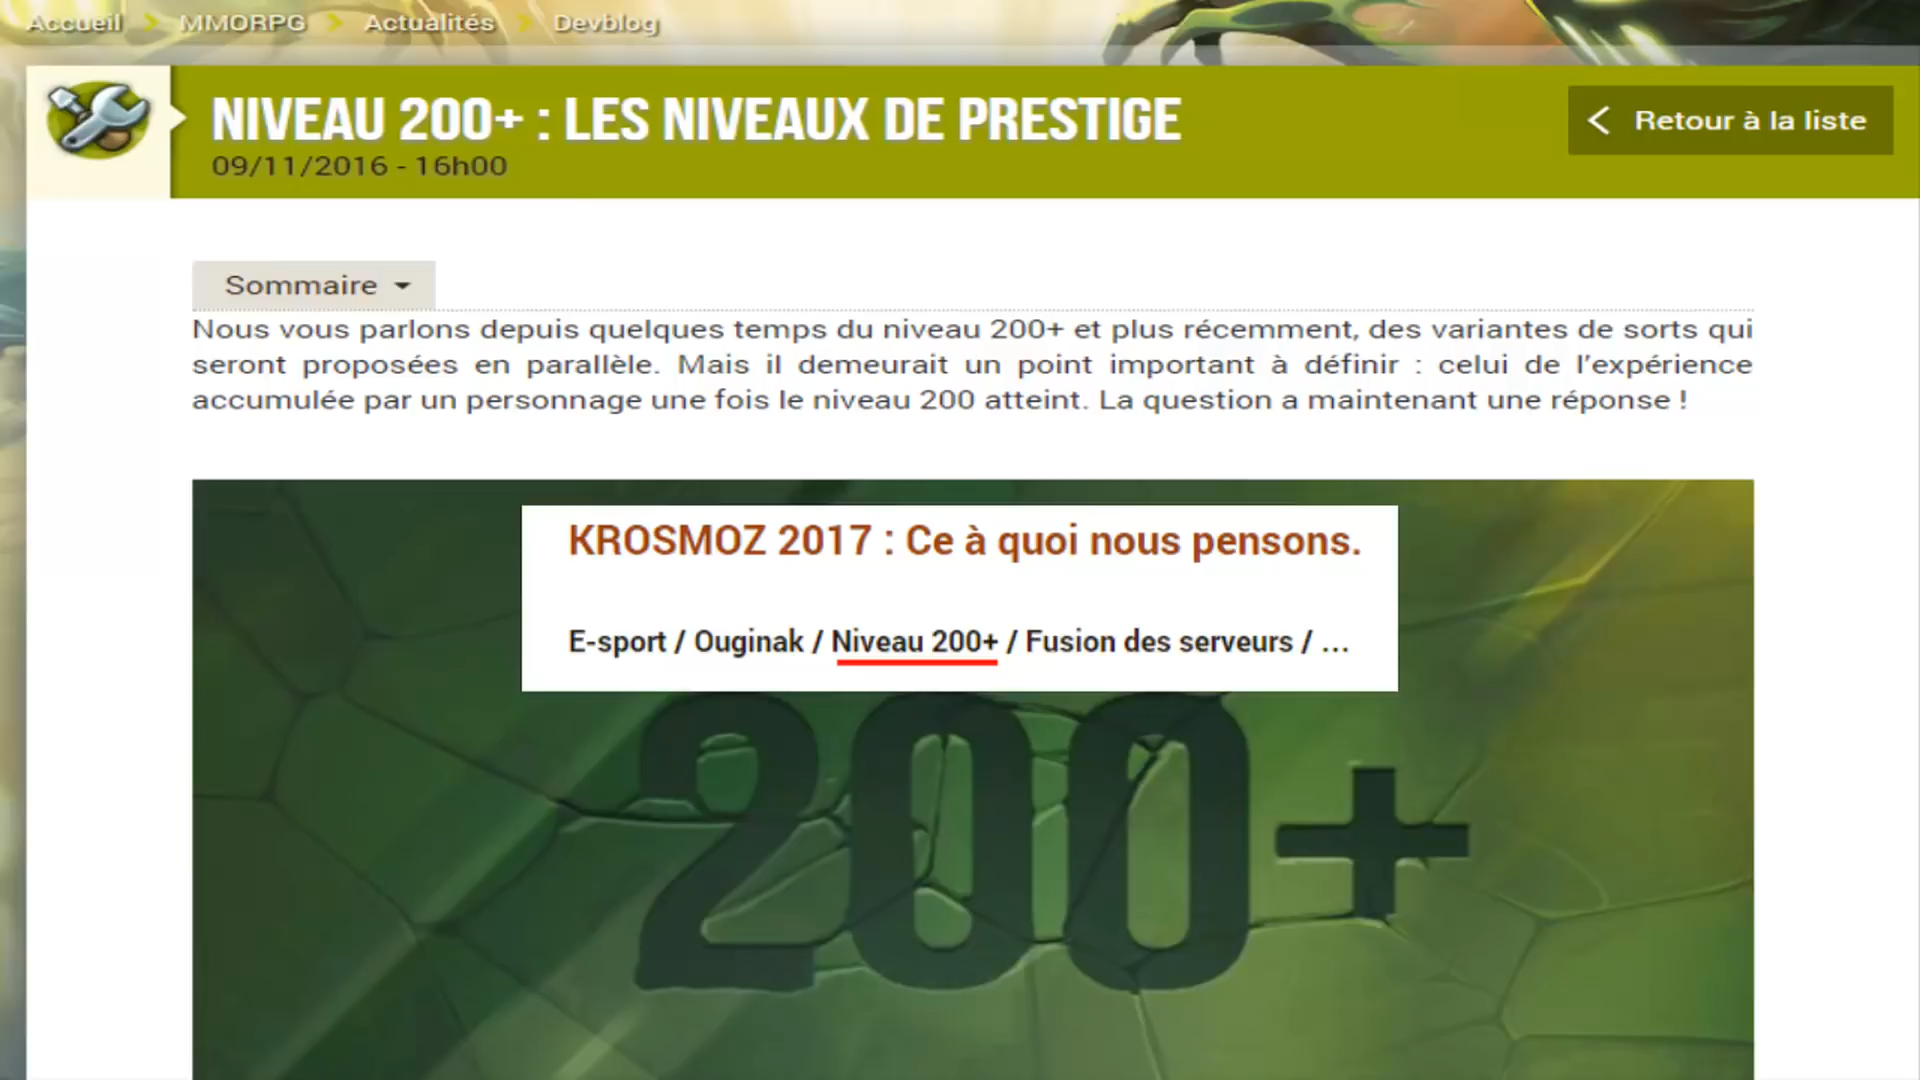 Accueil > MMORPG > Actualités > Devblog
NIVEAU 200+ : LES NIVEAUX DE PRESTIGE
09/11/2016 - 16h00
Retour à la liste
Sommaire
Nous vous parlons depuis quelques temps du niveau 200+ et plus récemment, des variantes de sorts qui
seront proposées en parallèle. Mais il demeurait un point important à définir : celui de l'expérience
accumulée par un personnage une fois le niveau 200 atteint. La question a maintenant une réponse !
KROSMOZ 2017 : Ce à quoi nous pensons.
E-sport / Ouginak / Niveau 200+ / Fusion des serveurs / ...
200+